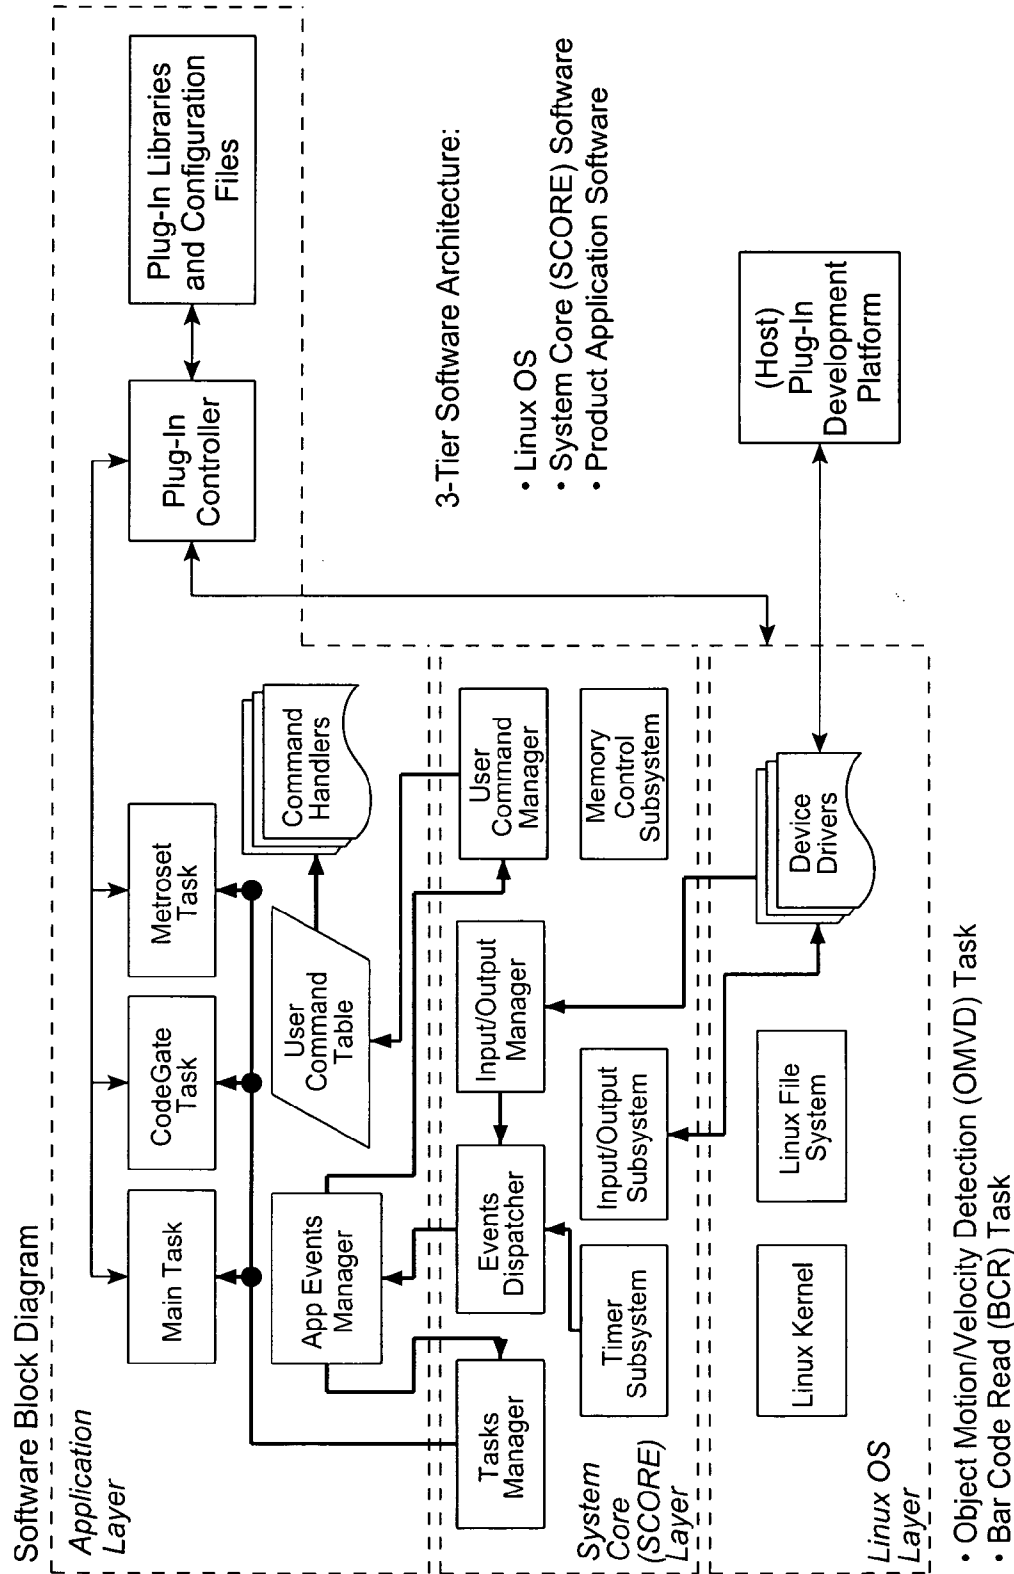 Software Block Diagram
Application
Layer
Main Task
CodeGate
Task
Metroset
Task
Plug-In
Controller
Plug-In Libraries
and Configuration
Files
App Events
Manager
User
Command
Table
Command
Handlers
3-Tier Software Architecture:
• Linux OS
• System Core (SCORE) Software
• Product Application Software
Tasks
Manager
Events
Dispatcher
Input/Output
Manager
User
Command
Manager
System
Core
(SCORE)
Layer
Timer
Subsystem
Input/Output
Subsystem
Memory
Control
Subsystem
Linux OS
Layer
Linux Kernel
Linux File
System
Device
Drivers
(Host)
Plug-In
Development
Platform
• Object Motion/Velocity Detection (OMVD) Task
• Bar Code Read (BCR) Task